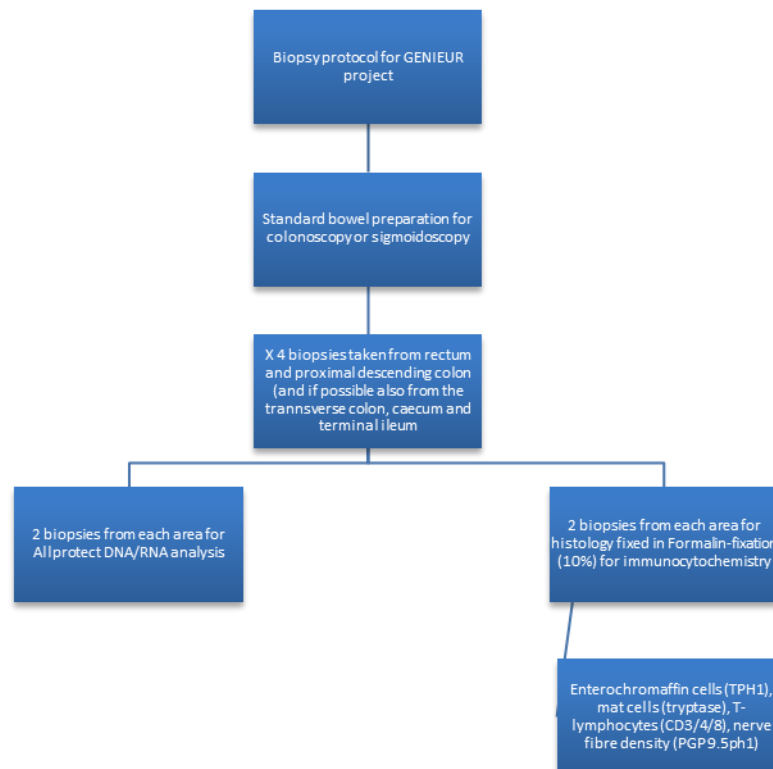 Biopsy protocol for GENIEUR
project
Standard bowel preparation for
colonoscopy or sigmoidoscopy
X 4 biopsies taken from rectum
and proximal descending colon
(and if possible also from the
trannsverse colon, caecum and
terminal ileum
2 biopsies from each area for
Allprotect DNA/RNA analysis
2 biopsies from each area for
histology fixed in Formalin-fixation
(10%) for immunocytochemistry
Enterochromaffin cells (TPH1),
mat cells (tryptase), T-
lymphocytes (CD3/4/8), nerve
fibre density (PGP9.5ph1)